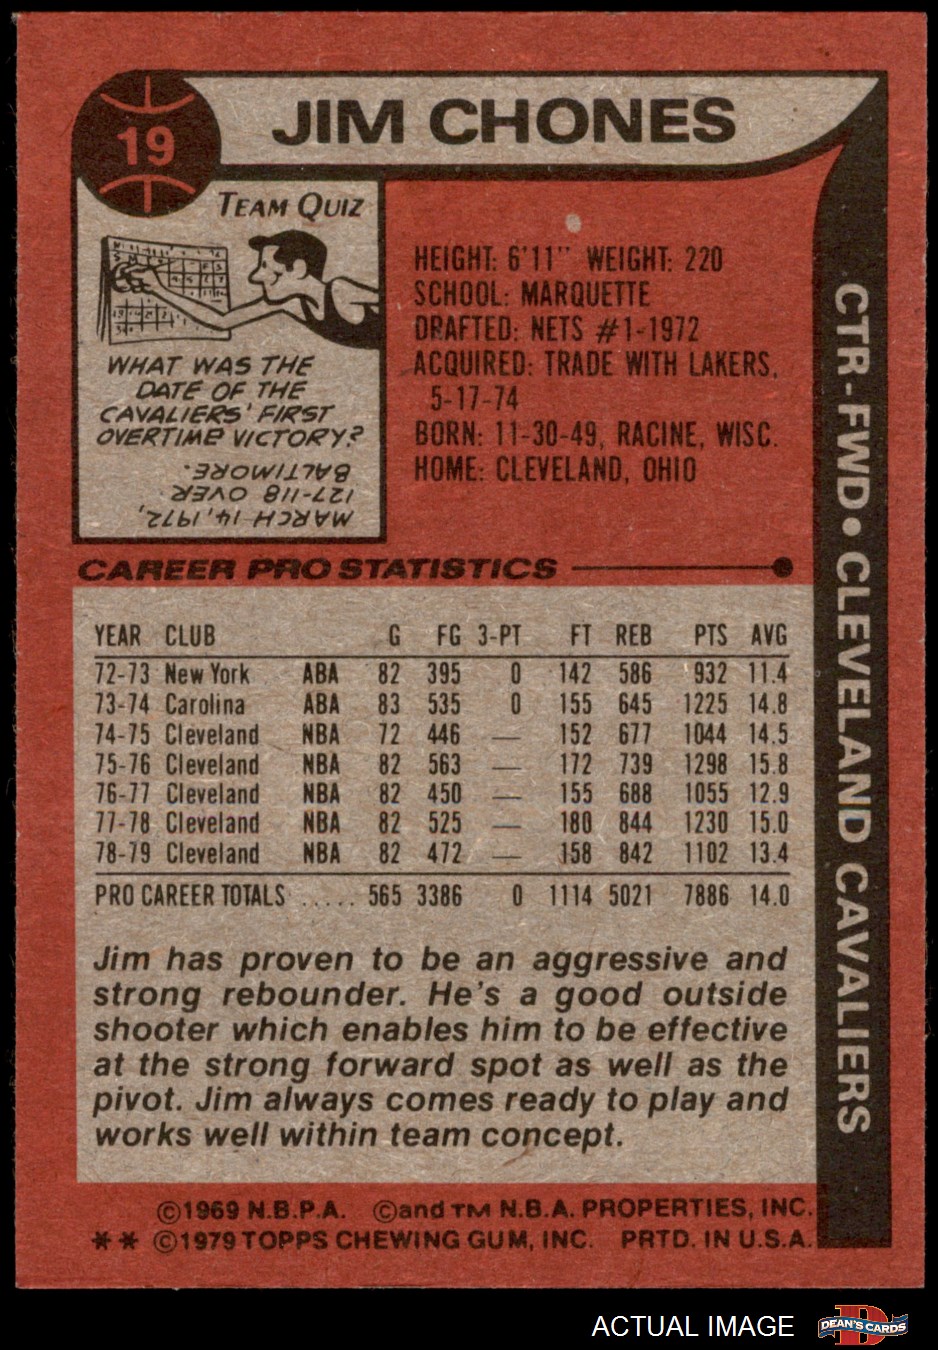 19
JIM CHONES
TEAM QUIZ
WHAT WAS THE
DATE OF THE
CAVALIERS' FIRST
OVERTIME VICTORY?
MARCH 14, 1972,
127-118 OVER
BALTIMORE.
HEIGHT: 6'11" WEIGHT: 220
SCHOOL: MARQUETTE
DRAFTED: NETS #1-1972
ACQUIRED: TRADE WITH LAKERS,
5-17-74
BORN: 11-30-49, RACINE, WISC.
HOME: CLEVELAND, OHIO
CTR-FWD • CLEVELAND CAVALIERS
CAREER PRO STATISTICS
YEAR CLUB G FG 3-PT FT REB PTS AVG
72-73 New York ABA 82 395 0 142 586 932 11.4
73-74 Carolina ABA 83 535 0 155 645 1225 14.8
74-75 Cleveland NBA 72 446 — 152 677 1044 14.5
75-76 Cleveland NBA 82 563 — 172 739 1298 15.8
76-77 Cleveland NBA 82 450 — 155 688 1055 12.9
77-78 Cleveland NBA 82 525 — 180 844 1230 15.0
78-79 Cleveland NBA 82 472 — 158 842 1102 13.4
PRO CAREER TOTALS ..... 565 3386 0 1114 5021 7886 14.0
Jim has proven to be an aggressive and
strong rebounder. He's a good outside
shooter which enables him to be effective
at the strong forward spot as well as the
pivot. Jim always comes ready to play and
works well within team concept.
©1969 N.B.P.A. ©and TM N.B.A. PROPERTIES, INC.
** ©1979 TOPPS CHEWING GUM, INC. PRTD. IN U.S.A.
ACTUAL IMAGE
DEAN'S CARDS